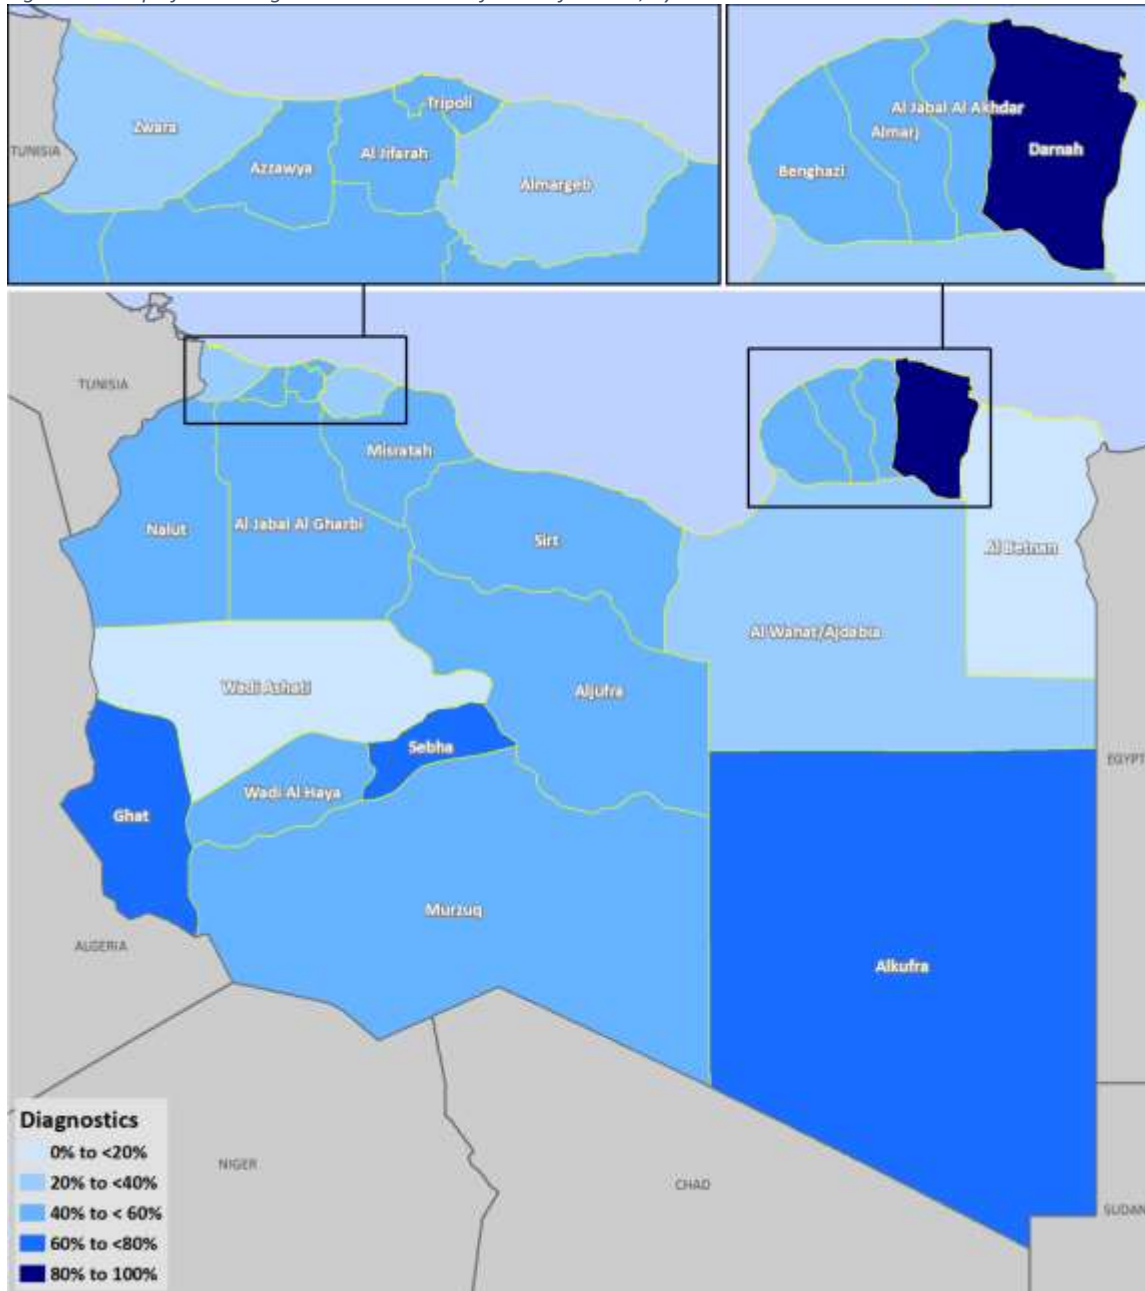 Zwara
TUNISIA
Azzawya
Al Jifarah
Tripoli
Almargeb
Benghazi
Almarj
Al Jabal Al Akhdar
Darnah
TUNISIA
Misratah
Nalut
Al Jabal Al Gharbi
Sirt
Al Betnan
Al Wahat/Ajdabia
Wadi Ashati
Aljufra
Sebha
Wadi Al Haya
Ghat
EGYPT
Murzuq
ALGERIA
Alkufra
NIGER
CHAD
SUDAN
Diagnostics
0% to <20%
20% to <40%
40% to < 60%
60% to <80%
80% to 100%